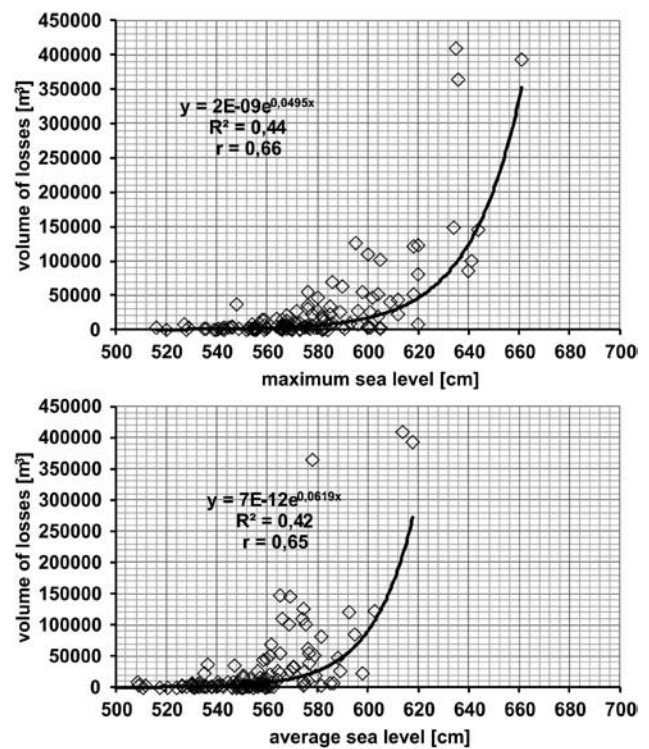 450000
400000
350000
300000
250000
200000
150000
100000
50000
0
volume of losses [m³]
y = 2E-09e^0,0495x
R² = 0,44
r = 0,66
500 520 540 560 580 600 620 640 660 680 700
maximum sea level [cm]
450000
400000
350000
300000
250000
200000
150000
100000
50000
0
volume of losses [m³]
y = 7E-12e^0,0619x
R² = 0,42
r = 0,65
500 520 540 560 580 600 620 640 660 680 700
average sea level [cm]